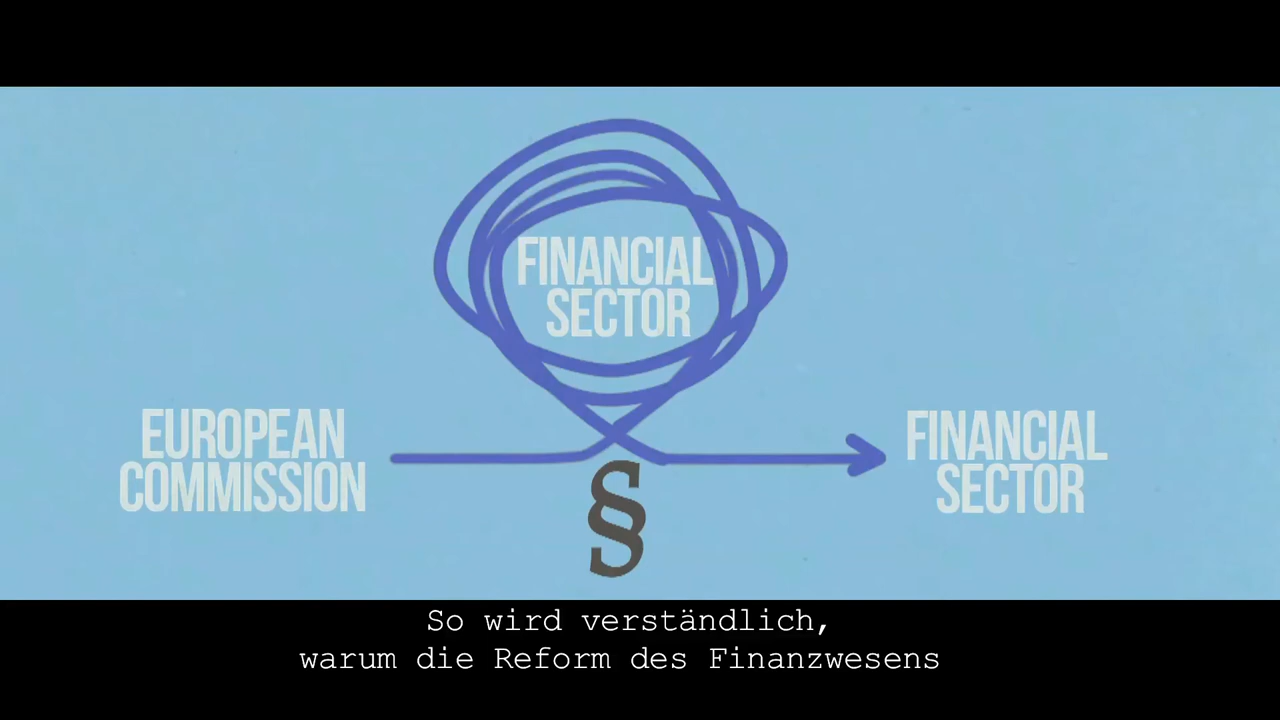 FINANCIAL
SECTOR
EUROPEAN
COMMISSION
FINANCIAL
SECTOR
§
So wird verständlich,
warum die Reform des Finanzwesens